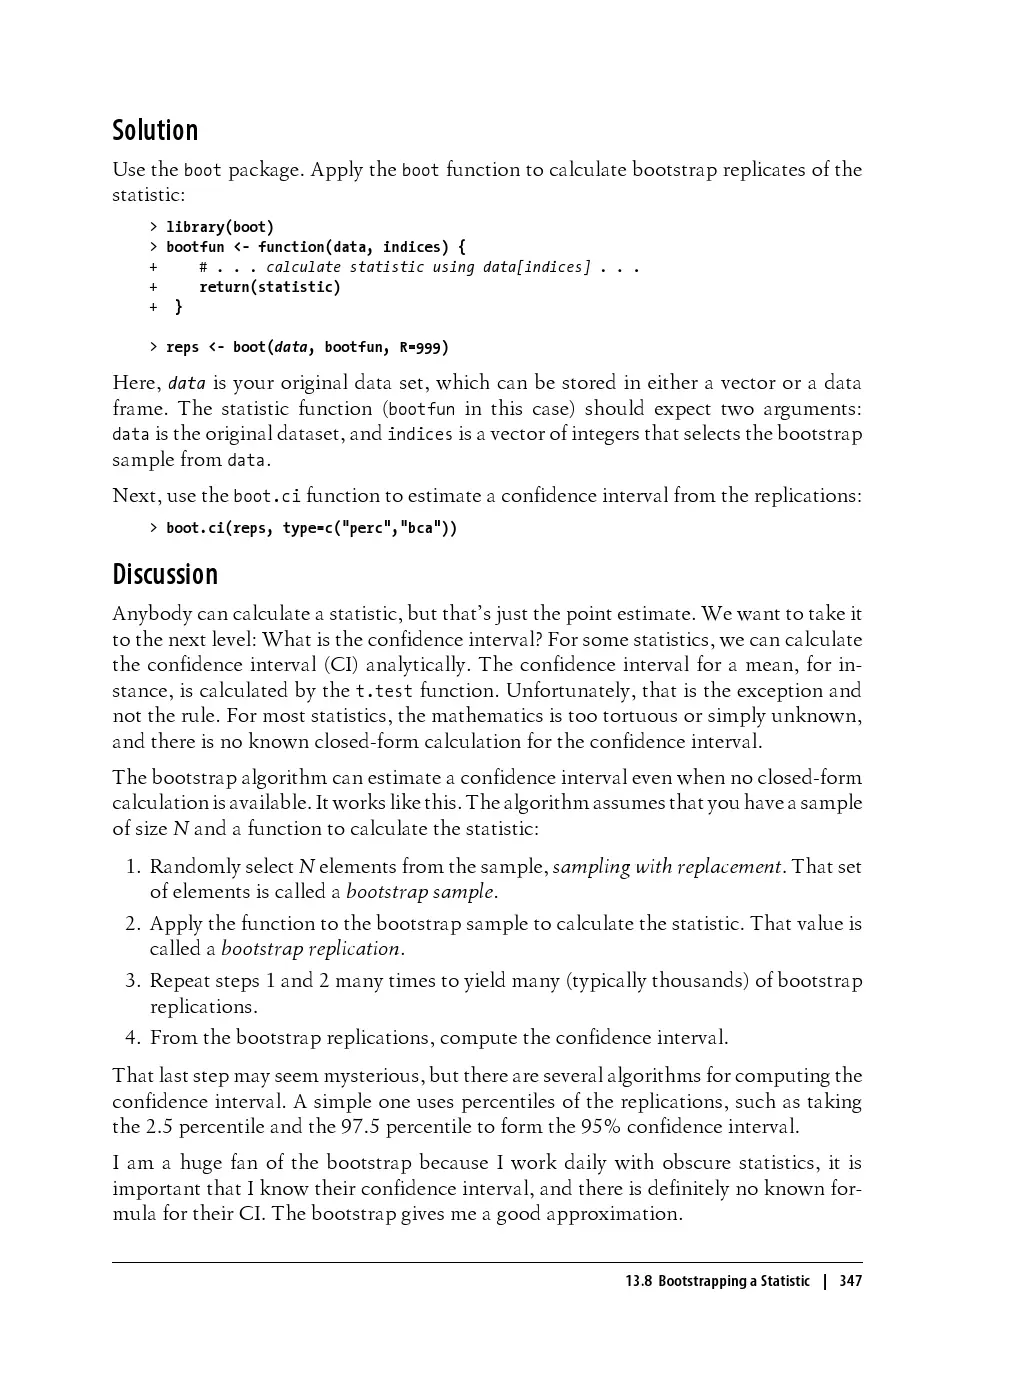 Solution
Use the boot package. Apply the boot function to calculate bootstrap replicates of the
statistic:
> library(boot)
> bootfun <- function(data, indices) {
+     # . . . calculate statistic using data[indices] . . .
+     return(statistic)
+  }
> reps <- boot(data, bootfun, R=999)
Here, data is your original data set, which can be stored in either a vector or a data
frame. The statistic function (bootfun in this case) should expect two arguments:
data is the original dataset, and indices is a vector of integers that selects the bootstrap
sample from data.
Next, use the boot.ci function to estimate a confidence interval from the replications:
> boot.ci(reps, type=c("perc","bca"))
Discussion
Anybody can calculate a statistic, but that’s just the point estimate. We want to take it
to the next level: What is the confidence interval? For some statistics, we can calculate
the confidence interval (CI) analytically. The confidence interval for a mean, for in-
stance, is calculated by the t.test function. Unfortunately, that is the exception and
not the rule. For most statistics, the mathematics is too tortuous or simply unknown,
and there is no known closed-form calculation for the confidence interval.
The bootstrap algorithm can estimate a confidence interval even when no closed-form
calculation is available. It works like this. The algorithm assumes that you have a sample
of size N and a function to calculate the statistic:
1. Randomly select N elements from the sample, sampling with replacement. That set
of elements is called a bootstrap sample.
2. Apply the function to the bootstrap sample to calculate the statistic. That value is
called a bootstrap replication.
3. Repeat steps 1 and 2 many times to yield many (typically thousands) of bootstrap
replications.
4. From the bootstrap replications, compute the confidence interval.
That last step may seem mysterious, but there are several algorithms for computing the
confidence interval. A simple one uses percentiles of the replications, such as taking
the 2.5 percentile and the 97.5 percentile to form the 95% confidence interval.
I am a huge fan of the bootstrap because I work daily with obscure statistics, it is
important that I know their confidence interval, and there is definitely no known for-
mula for their CI. The bootstrap gives me a good approximation.
13.8 Bootstrapping a Statistic | 347